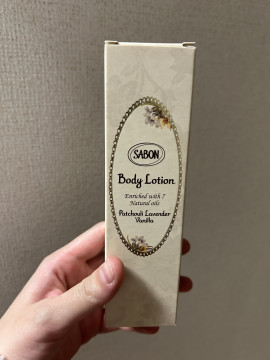 SABON
Body Lotion
Enriched with 7
Natural oils
Patchouli Lavender
Vanilla